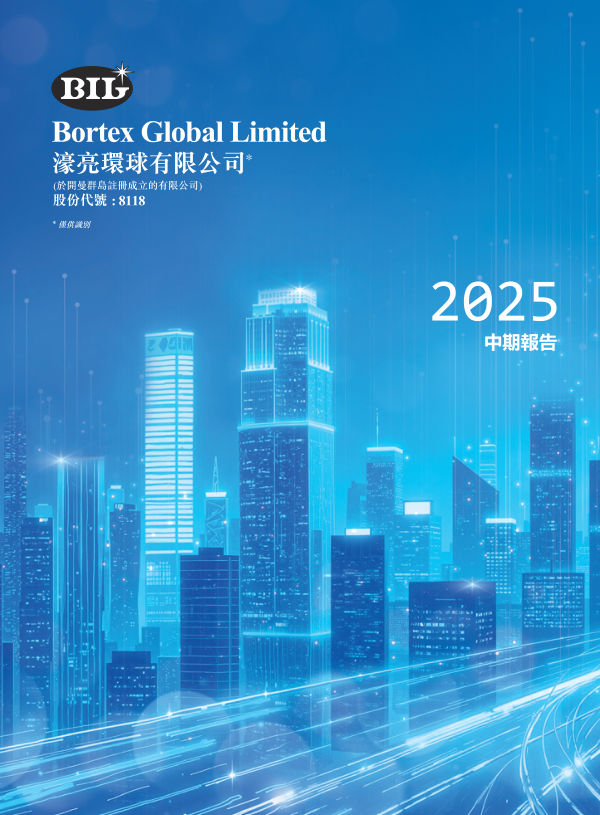 BIL
Bortex Global Limited
濠亮環球有限公司*
(於開曼群島註冊成立的有限公司)
股份代號 : 8118
* 僅供識別
2025
中期報告